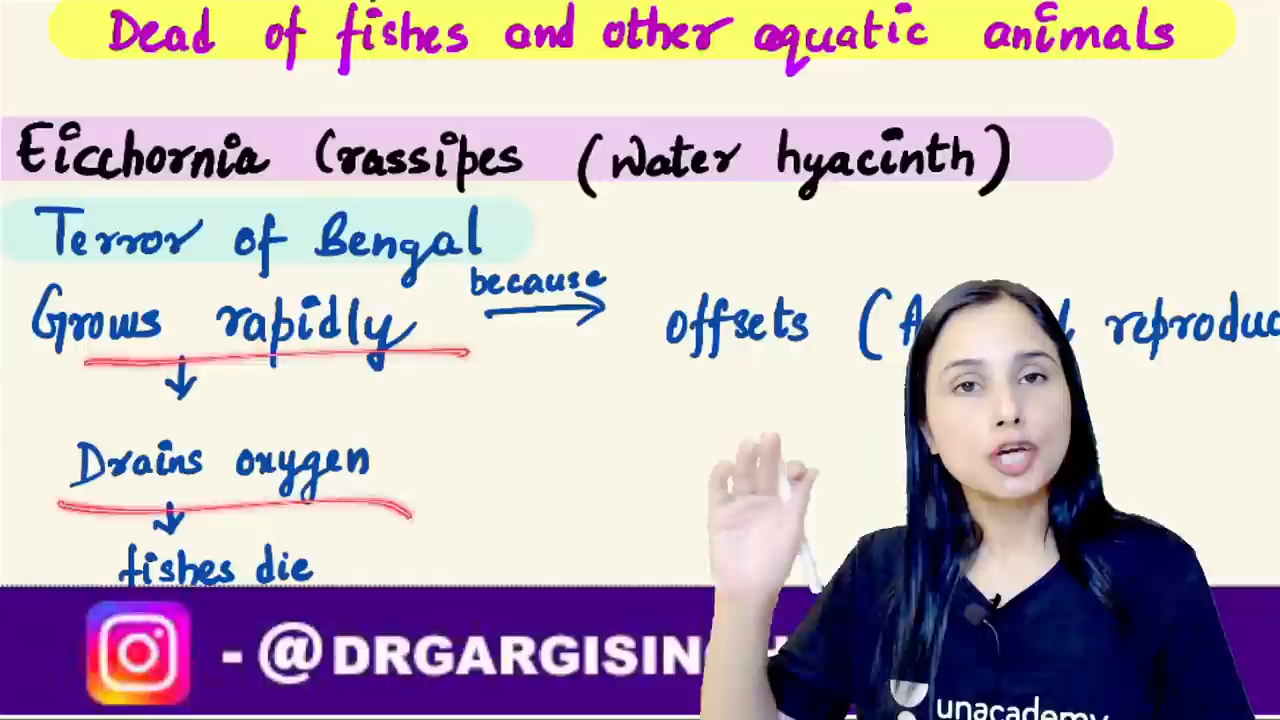 Dead of fishes and other aquatic animals
Eicchornia Crassipes (Water hyacinth)
Terror of Bengal
because
Grows rapidly → offsets (
Drains oxygen
fishes die
- @DRGARGISIN
unacademy